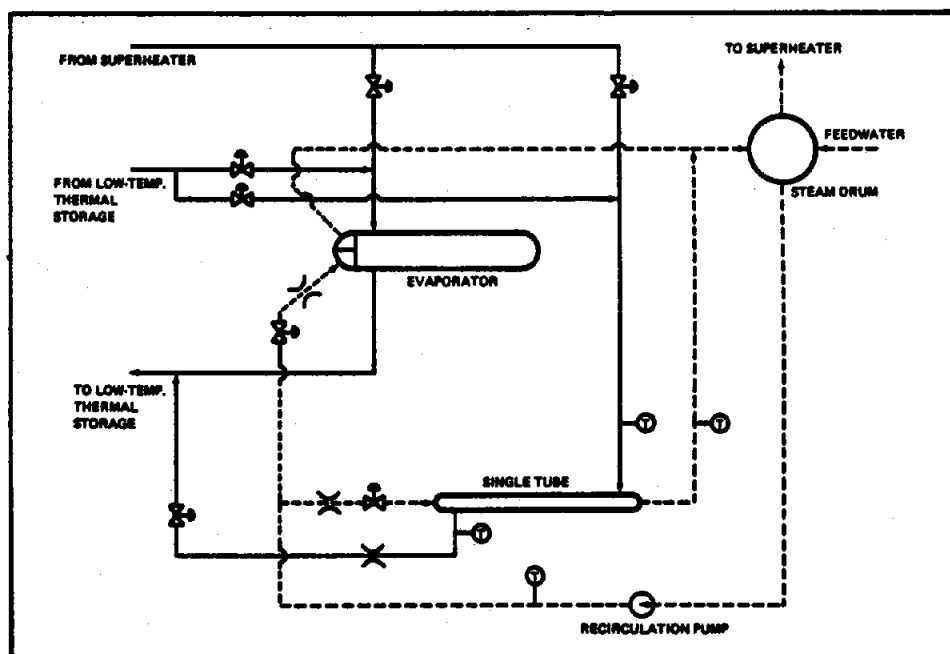 FROM SUPERHEATER
TO SUPERHEATER
FEEDWATER
STEAM DRUM
FROM LOW-TEMP.
THERMAL
STORAGE
EVAPORATOR
TO LOW-TEMP.
THERMAL
STORAGE
T
T
SINGLE TUBE
T
T
RECIRCULATION PUMP